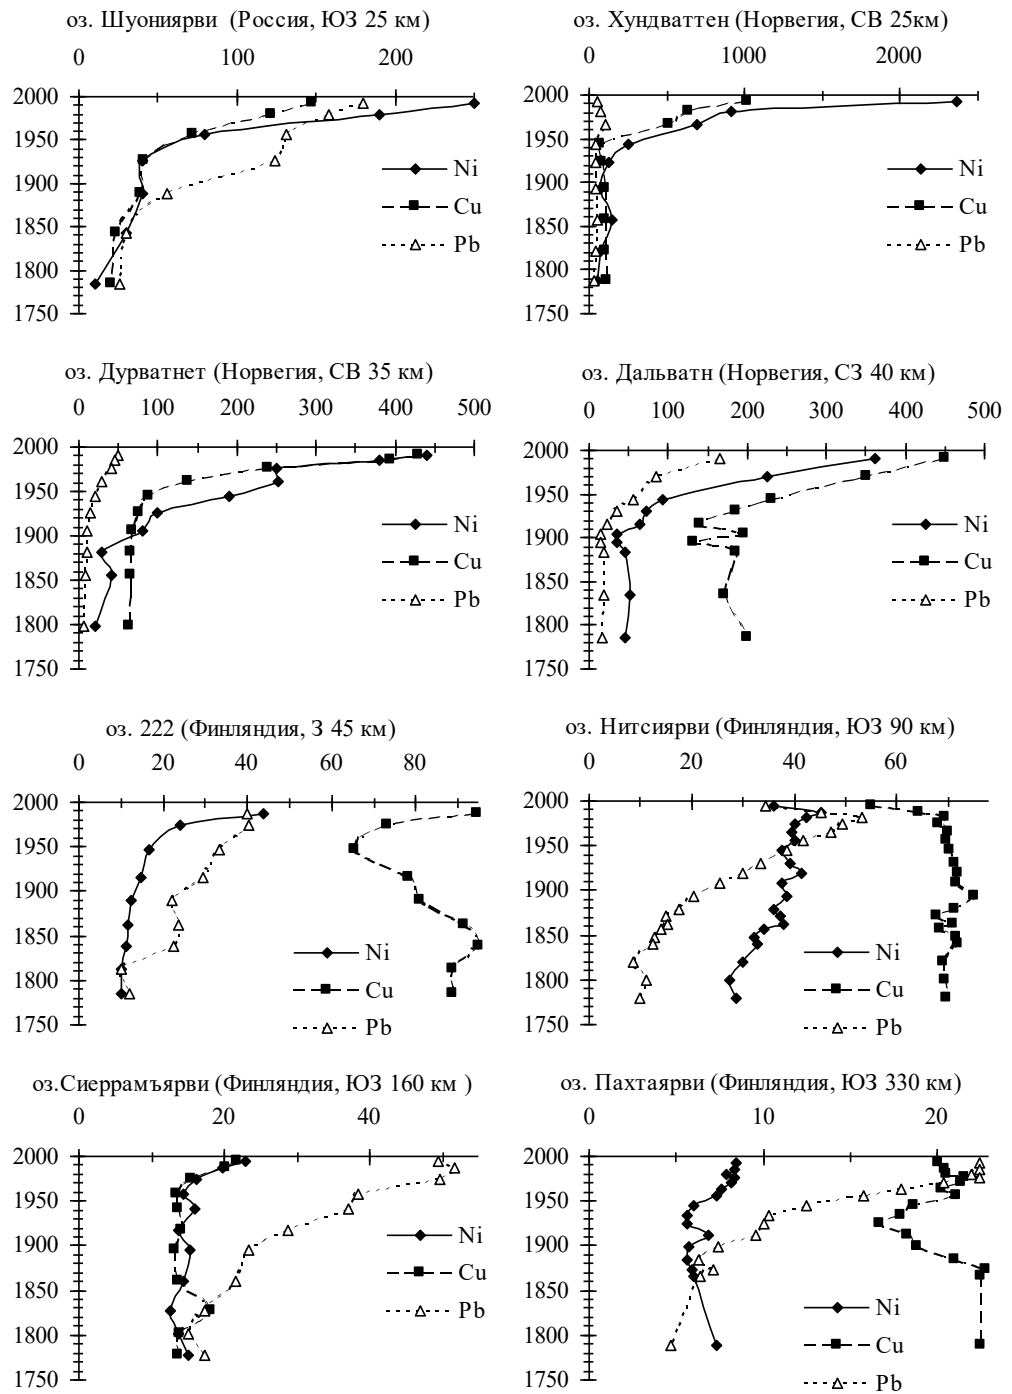 оз. Шуониярви (Россия, ЮЗ 25 км)
0 100 200
2000
1950
1900
1850
1800
1750
Ni
Cu
Pb
оз. Хундваттен (Норвегия, СВ 25км)
0 1000 2000
2000
1950
1900
1850
1800
1750
Ni
Cu
Pb
оз. Дурватнет (Норвегия, СВ 35 км)
0 100 200 300 400 500
2000
1950
1900
1850
1800
1750
Ni
Cu
Pb
оз. Дальватн (Норвегия, СЗ 40 км)
0 100 200 300 400 500
2000
1950
1900
1850
1800
1750
Ni
Cu
Pb
оз. 222 (Финляндия, З 45 км)
0 20 40 60 80
2000
1950
1900
1850
1800
1750
Ni
Cu
Pb
оз. Нитсиярви (Финляндия, ЮЗ 90 км)
0 20 40 60
2000
1950
1900
1850
1800
1750
Ni
Cu
Pb
оз.Сиеррамъярви (Финляндия, ЮЗ 160 км )
0 20 40
2000
1950
1900
1850
1800
1750
Ni
Cu
Pb
оз. Пахтаярви (Финляндия, ЮЗ 330 км)
0 10 20
2000
1950
1900
1850
1800
1750
Ni
Cu
Pb